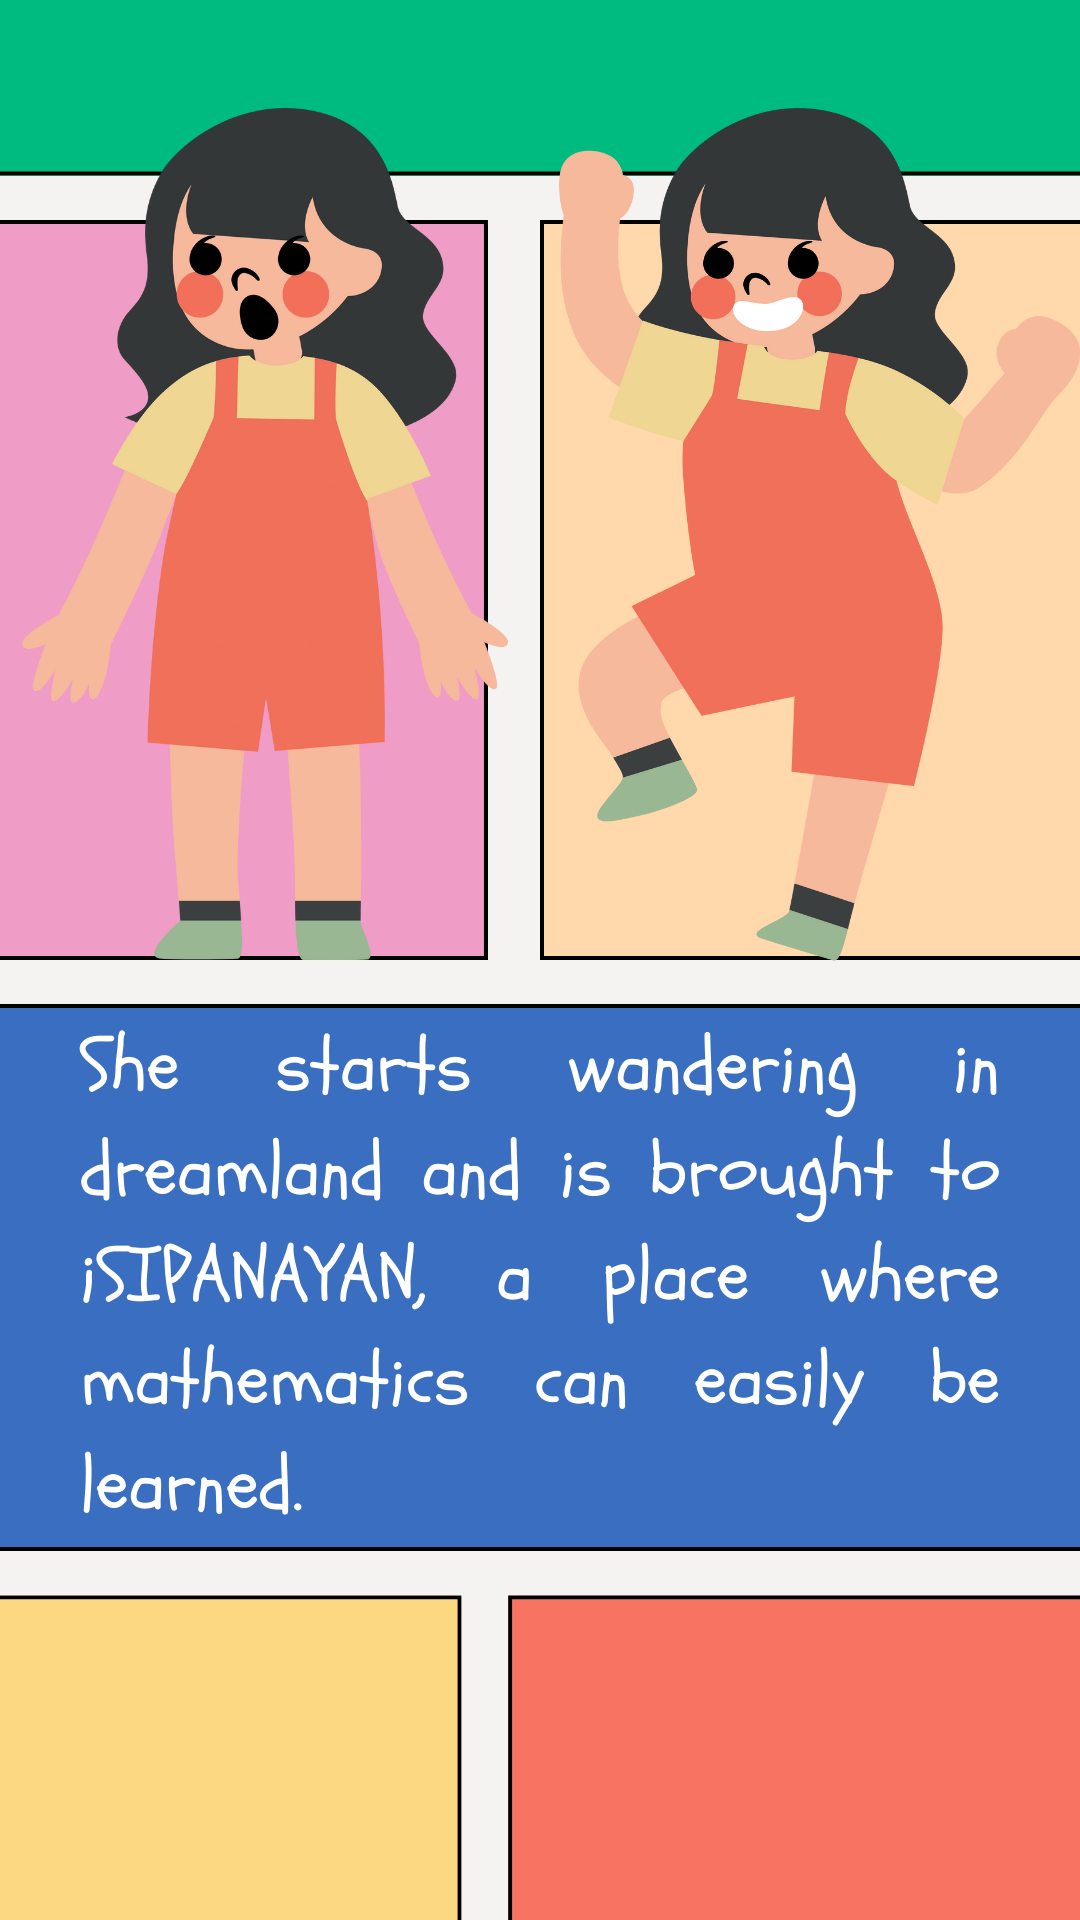 She starts wandering in
dreamland and is brought to
iSIPANAYAN, a place where
mathematics can easily be
learned.